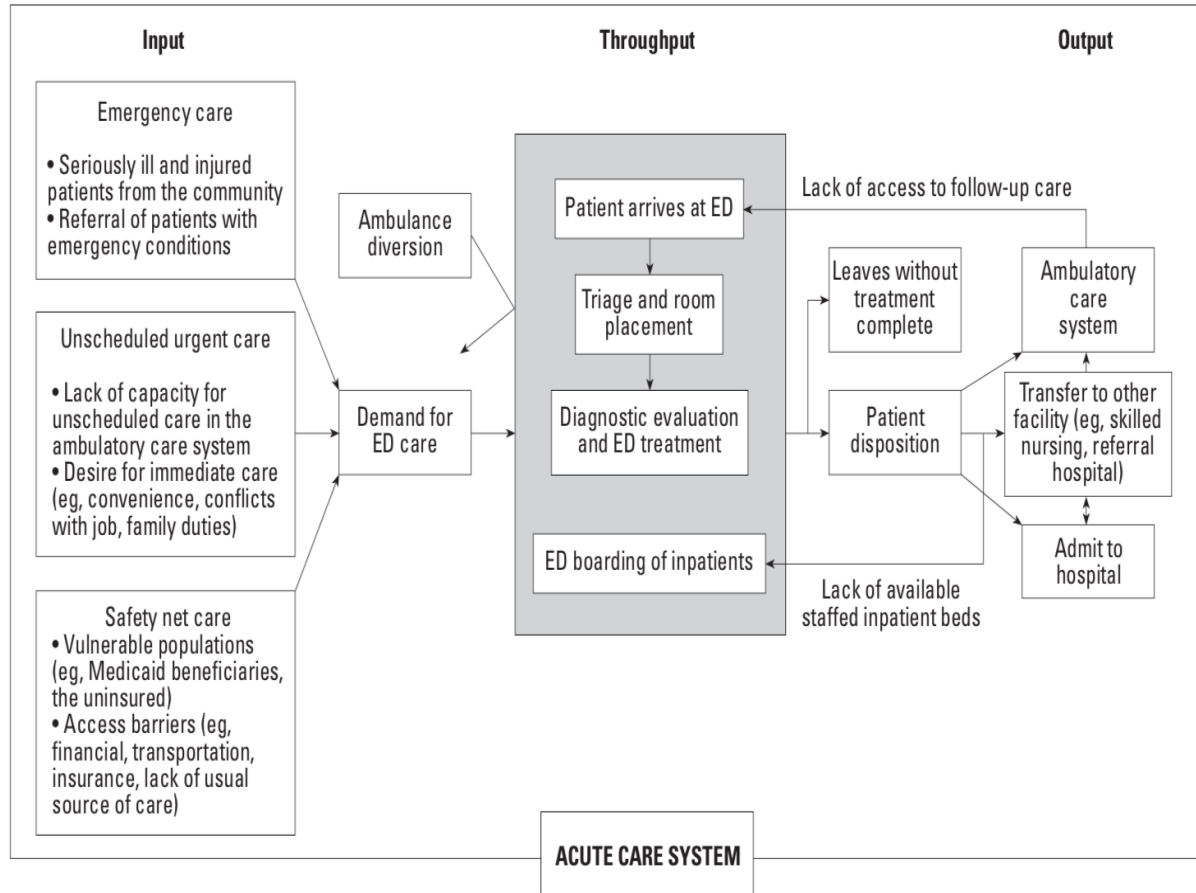 Input
Throughput
Output
Emergency care
• Seriously ill and injured
patients from the community
• Referral of patients with
emergency conditions
Unscheduled urgent care
• Lack of capacity for
unscheduled care in the
ambulatory care system
• Desire for immediate care
(eg, convenience, conflicts
with job, family duties)
Safety net care
• Vulnerable populations
(eg, Medicaid beneficiaries,
the uninsured)
• Access barriers (eg,
financial, transportation,
insurance, lack of usual
source of care)
Ambulance
diversion
Demand for
ED care
Patient arrives at ED
Triage and room
placement
Diagnostic evaluation
and ED treatment
ED boarding of inpatients
Lack of access to follow-up care
Leaves without
treatment
complete
Patient
disposition
Lack of available
staffed inpatient beds
Ambulatory
care
system
Transfer to other
facility (eg, skilled
nursing, referral
hospital)
Admit to
hospital
ACUTE CARE SYSTEM